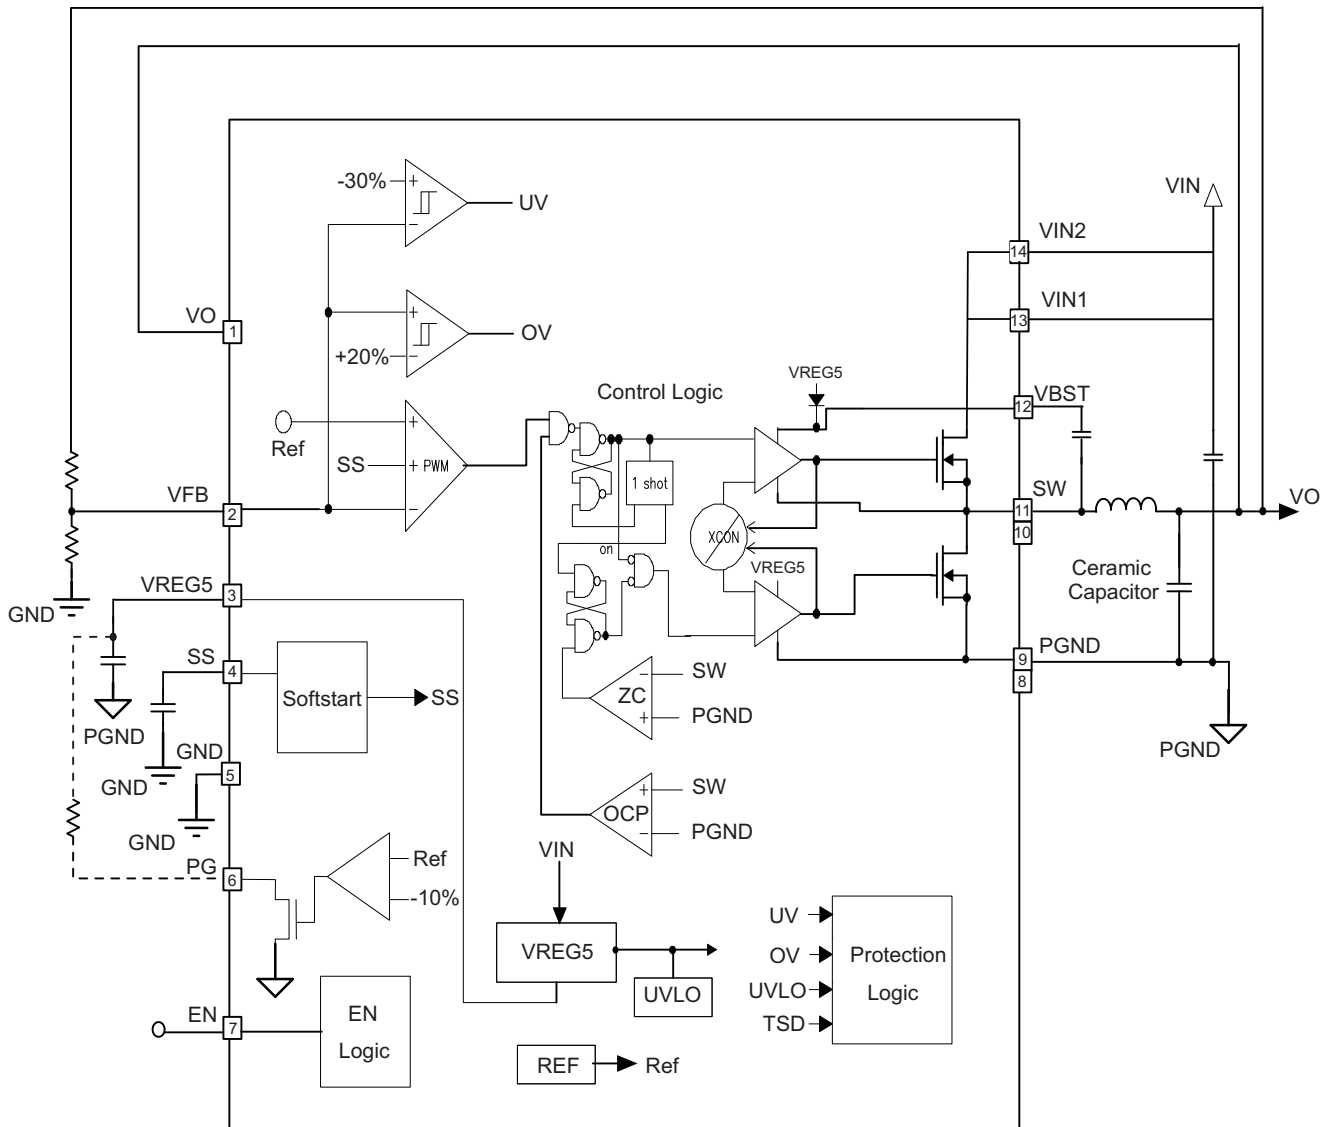 VIN
-30%
+
-
UV
VIN2
14
VO
1
+
+20%
-
OV
VIN1
13
VREG5
Control Logic
VBST
12
Ref
+
SS
+
PWM
-
VFB
2
1 shot
SW
11
10
VO
XCON
on
VREG5
Ceramic
Capacitor
VREG5
3
GND
SS
4
Softstart
SS
PGND
GND
-
SW
ZC
+
PGND
PGND
9
8
PGND
GND
5
GND
+
SW
OCP
-
PGND
PG
6
Ref
-10%
VIN
VREG5
UVLO
UV
OV
UVLO
TSD
Protection
Logic
EN
7
EN
Logic
REF
Ref